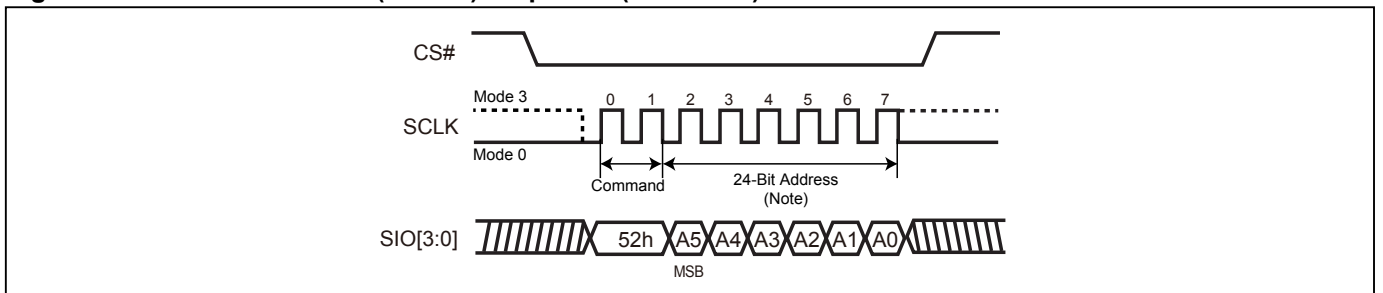 CS#
Mode 3
0 1 2 3 4 5 6 7
SCLK
Mode 0
Command
24-Bit Address
(Note)
SIO[3:0]
52h A5 A4 A3 A2 A1 A0
MSB